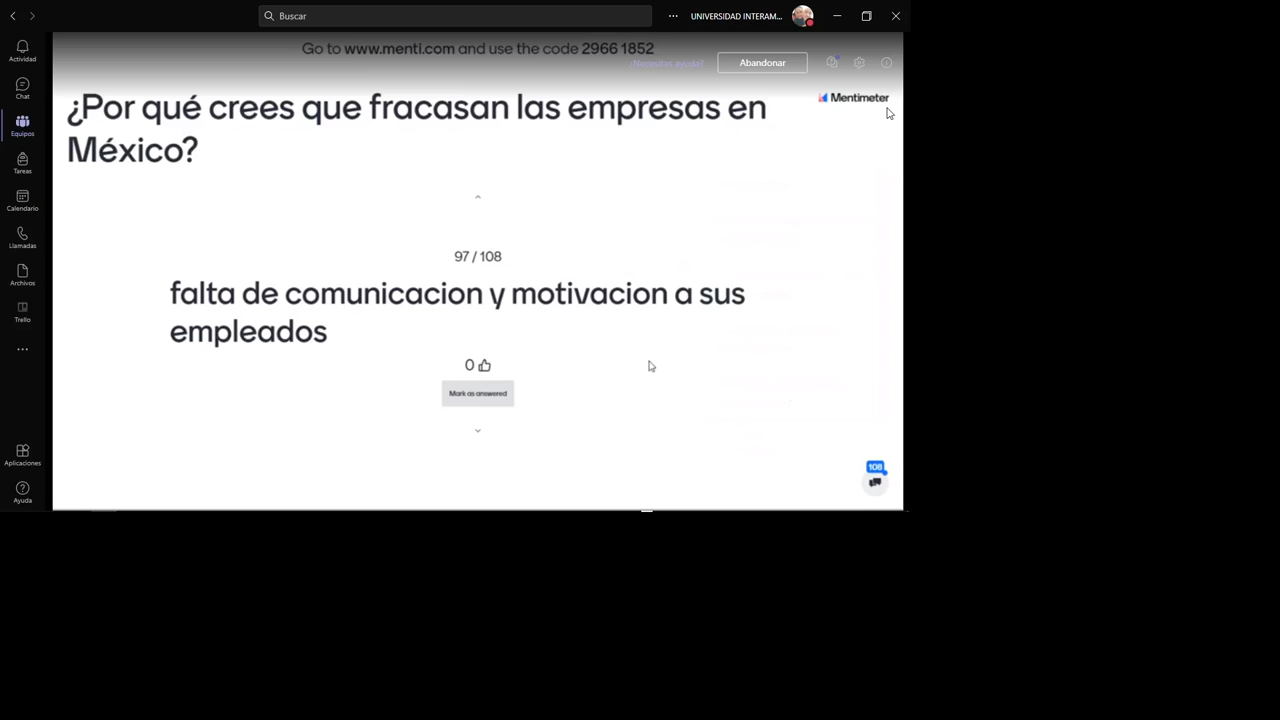 Buscar
UNIVERSIDAD INTERAM...
Actividad
Chat
Equipos
Tareas
Calendario
Llamadas
Archivos
Trello
Aplicaciones
Ayuda
Go to www.menti.com and use the code 2966 1852
¿Necesitas ayuda?
Abandonar
Mentimeter
¿Por qué crees que fracasan las empresas en
México?
97 / 108
falta de comunicacion y motivacion a sus
empleados
0
Mark as answered
108